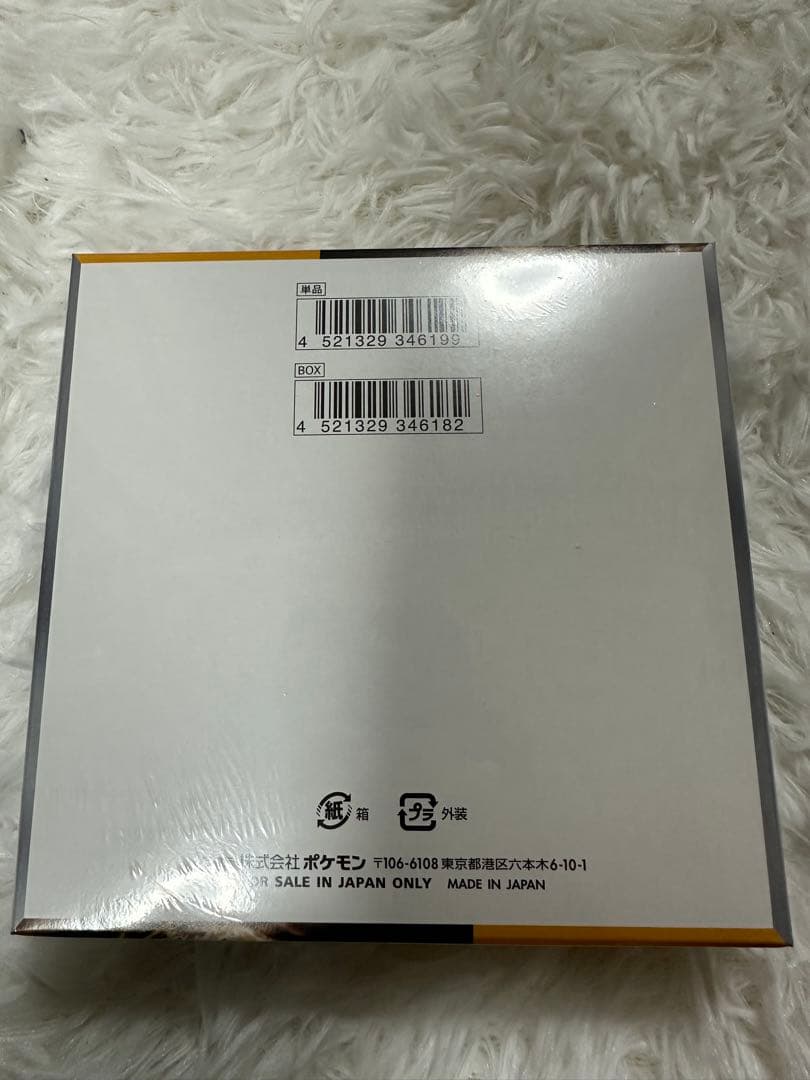 単品
4 521329 346199
BOX
4 521329 346182
紙 箱 プラ 外装
株式会社 ポケモン 〒106-6108 東京都港区六本木6-10-1
SALE IN JAPAN ONLY MADE IN JAPAN